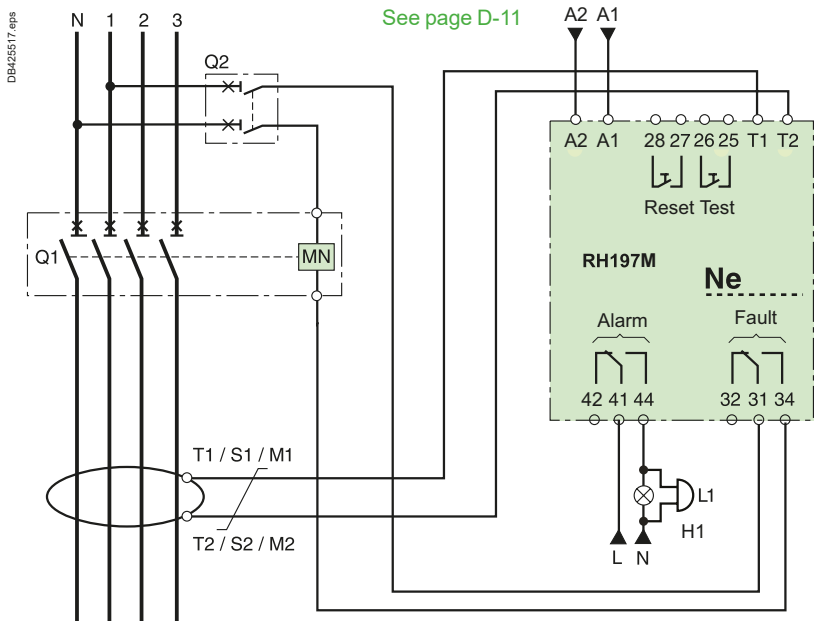 DB425517.eps
N 1 2 3
See page D-11
A2 A1
Q2
A2 A1 28 27 26 25 T1 T2
Reset Test
RH197M
Ne
Q1
MN
Alarm
Fault
42 41 44
32 31 34
T1 / S1 / M1
T2 / S2 / M2
L1
H1
L N